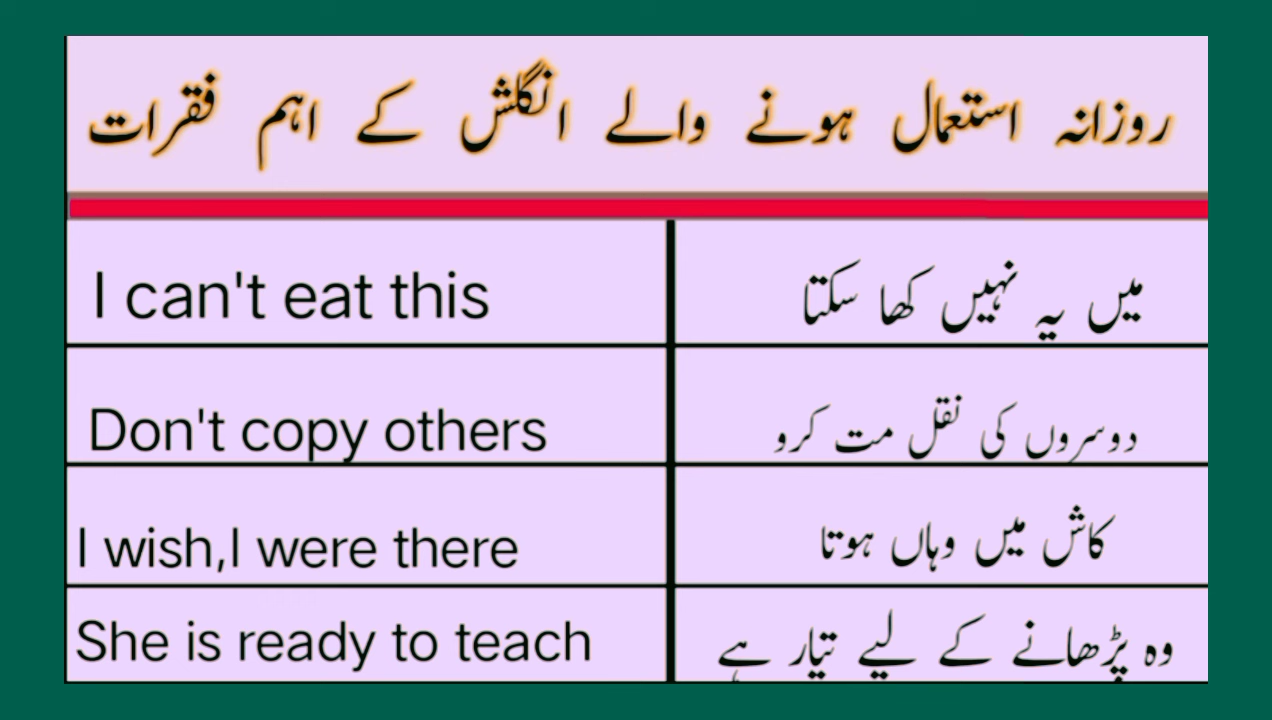 روزانہ استعمال ہونے والے انگلش کے اہم فقرات
I can't eat this
میں یہ نہیں کھا سکتا
Don't copy others
دوسروں کی نقل مت کرو
I wish,I were there
کاش میں وہاں ہوتا
She is ready to teach
وہ پڑھانے کے لیے تیار ہے